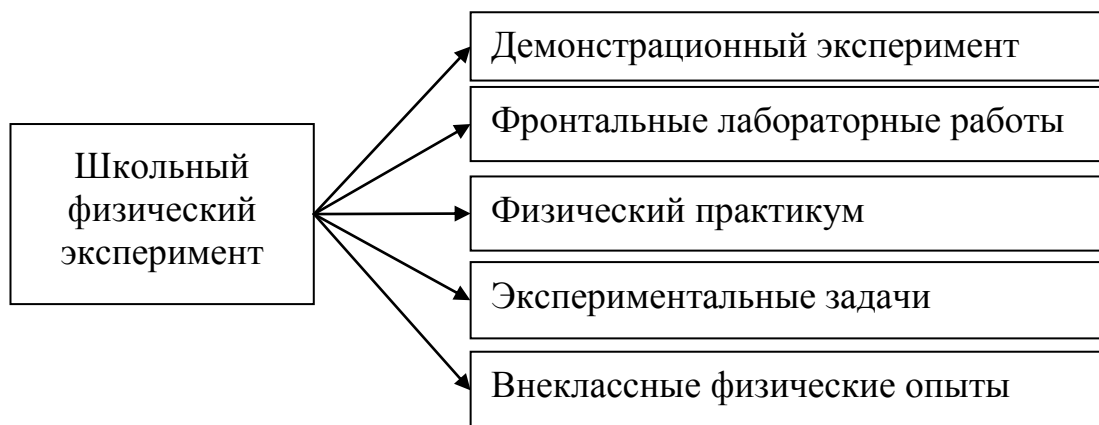 Школьный
физический
эксперимент
Демонстрационный эксперимент
Фронтальные лабораторные работы
Физический практикум
Экспериментальные задачи
Внеклассные физические опыты